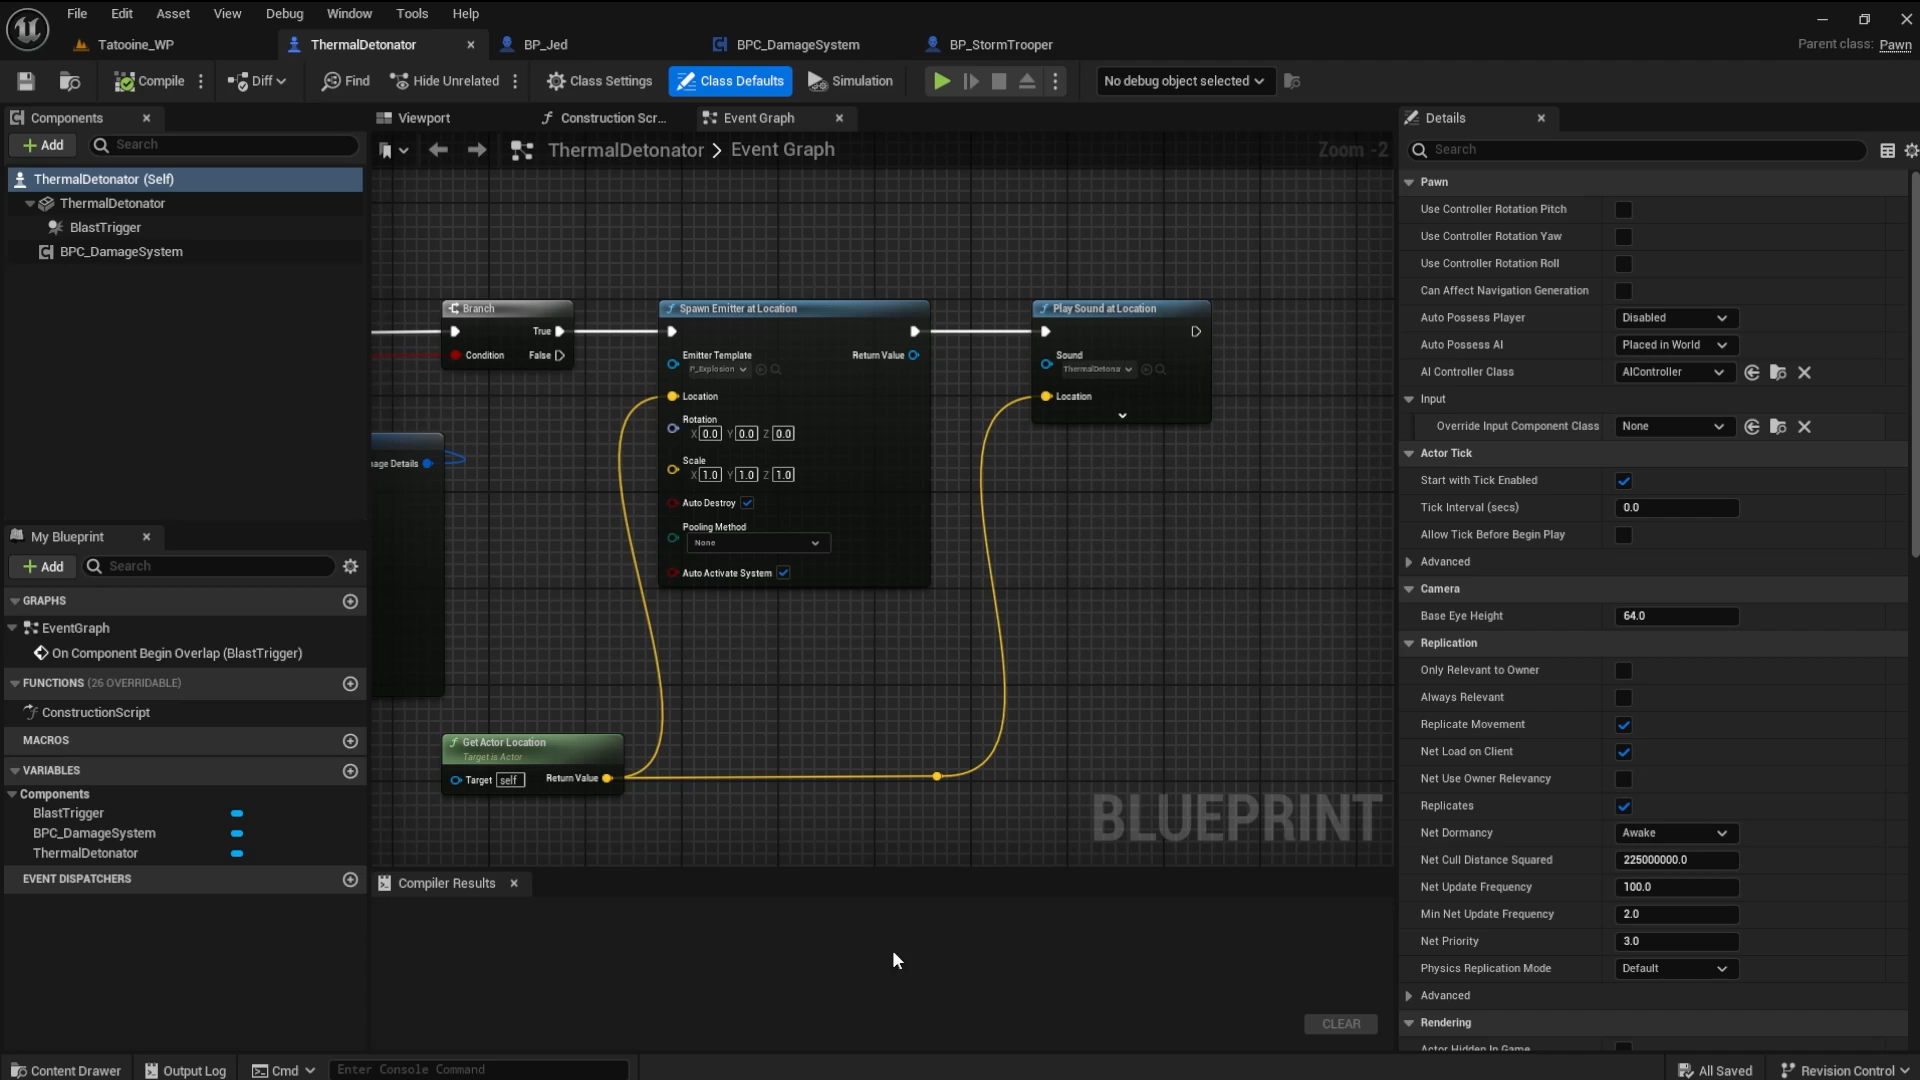 File Edit Asset View Debug Window Tools Help
Tatooine_WP ThermalDetonator BP_Jed BPC_DamageSystem BP_StormTrooper Parent class: Pawn
Compile Diff Find Hide Unrelated Class Settings Class Defaults Simulation No debug object selected
Components
Add Search
ThermalDetonator (Self)
ThermalDetonator
BlastTrigger
BPC_DamageSystem
My Blueprint
Add Search
GRAPHS
EventGraph
On Component Begin Overlap (BlastTrigger)
FUNCTIONS (26 OVERRIDABLE)
ConstructionScript
MACROS
VARIABLES
Components
BlastTrigger
BPC_DamageSystem
ThermalDetonator
EVENT DISPATCHERS
Viewport Construction Scr... Event Graph
ThermalDetonator > Event Graph Zoom -2
Branch
True
Condition False
age Details
Spawn Emitter at Location
Emitter Template Return Value
P_Explosion
Location
Rotation
X 0.0 Y 0.0 Z 0.0
Scale
X 1.0 Y 1.0 Z 1.0
Auto Destroy
Pooling Method
None
Auto Activate System
Play Sound at Location
Sound
ThermalDetona
Location
Get Actor Location
Target is Actor
Target self Return Value
BLUEPRINT
Compiler Results
CLEAR
Details
Search
Pawn
Use Controller Rotation Pitch
Use Controller Rotation Yaw
Use Controller Rotation Roll
Can Affect Navigation Generation
Auto Possess Player Disabled
Auto Possess AI Placed in World
AI Controller Class AIController
Input
Override Input Component Class None
Actor Tick
Start with Tick Enabled
Tick Interval (secs) 0.0
Allow Tick Before Begin Play
Advanced
Camera
Base Eye Height 64.0
Replication
Only Relevant to Owner
Always Relevant
Replicate Movement
Net Load on Client
Net Use Owner Relevancy
Replicates
Net Dormancy Awake
Net Cull Distance Squared 225000000.0
Net Update Frequency 100.0
Min Net Update Frequency 2.0
Net Priority 3.0
Physics Replication Mode Default
Advanced
Rendering
Actor Hidden In Game
Content Drawer Output Log Cmd Enter Console Command All Saved Revision Control